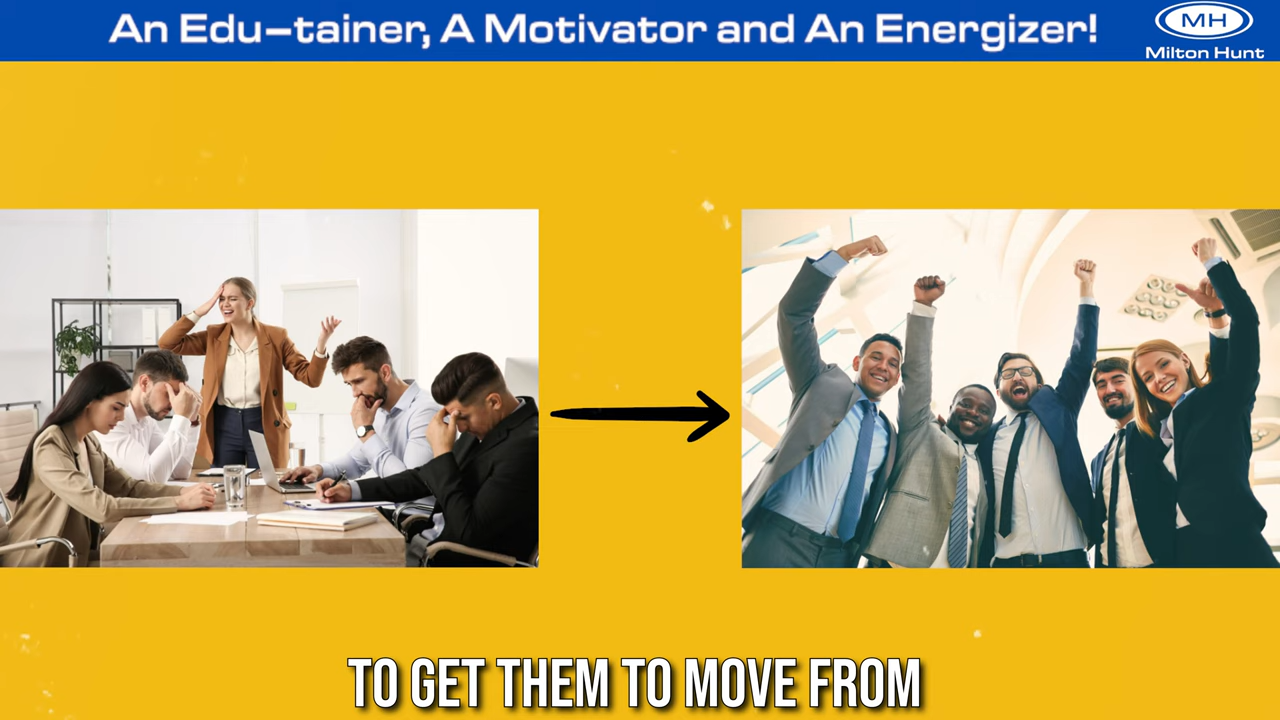 An Edu-tainer, A Motivator and An Energizer!
MH
Milton Hunt
TO GET THEM TO MOVE FROM